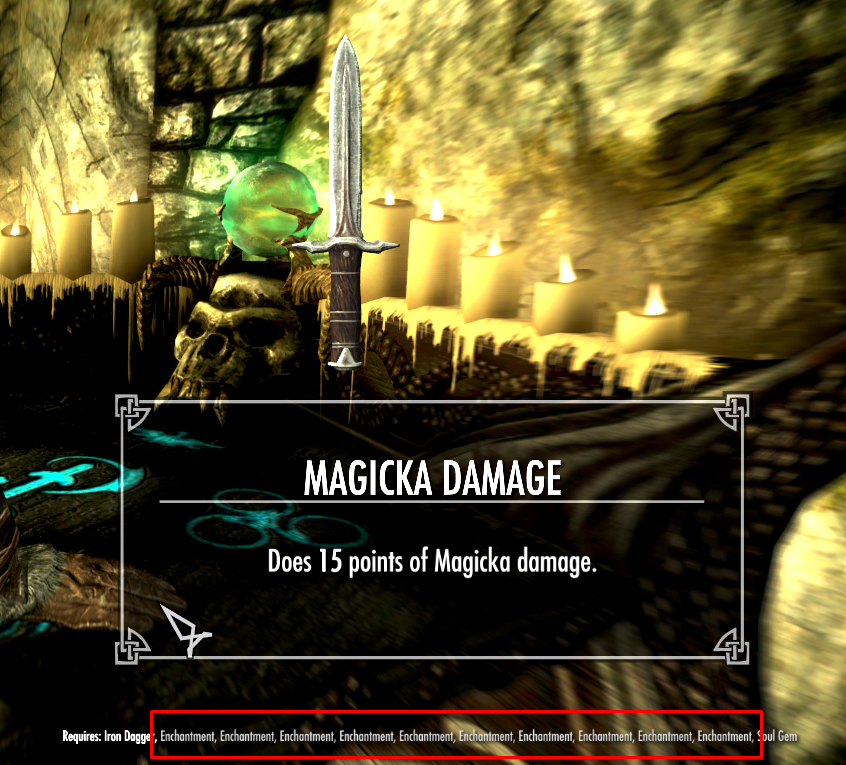 MAGICKA DAMAGE
Does 15 points of Magicka damage.
Requires: Iron Dagger, Enchantment, Enchantment, Enchantment, Enchantment, Enchantment, Enchantment, Enchantment, Enchantment, Enchantment, Enchantment, Soul Gem